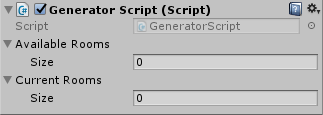 Generator Script (Script)
Script GeneratorScript
Available Rooms
Size 0
Current Rooms
Size 0